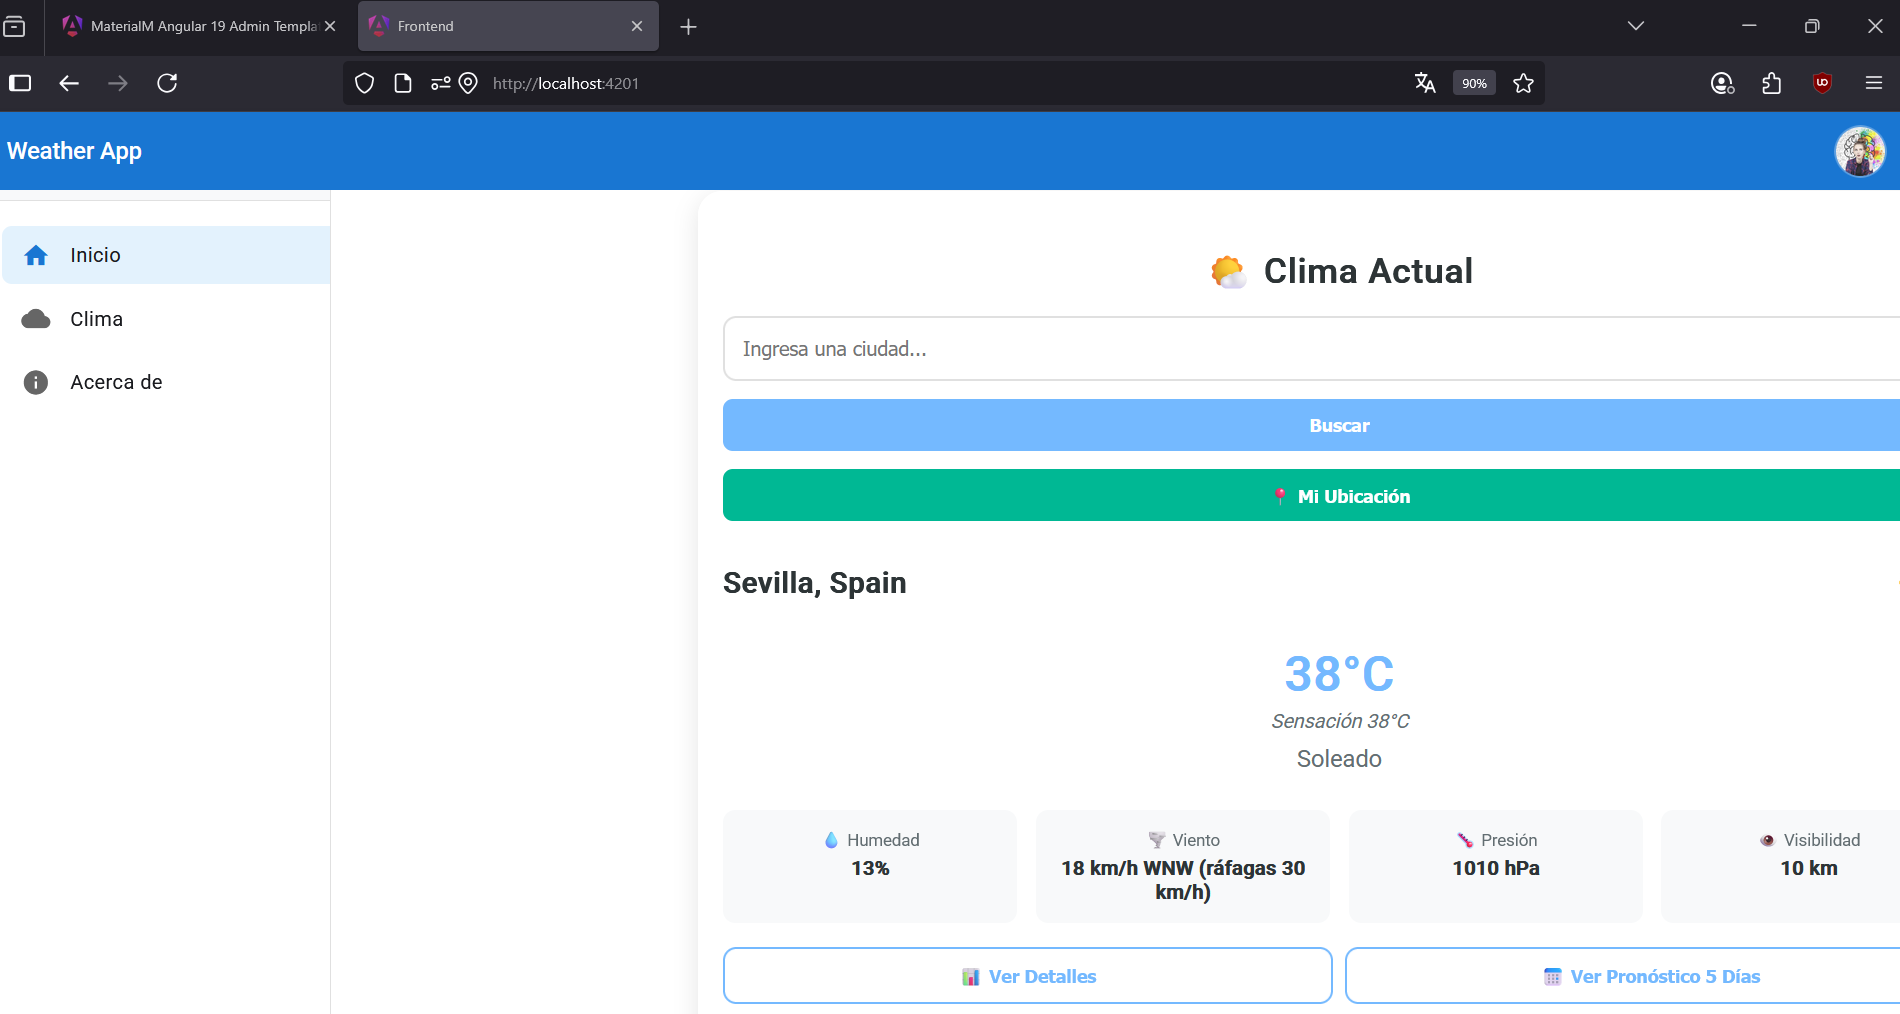 MaterialM Angular 19 Admin Templa
Frontend
http://localhost:4201
90%
Weather App
Inicio
Clima
Acerca de
Clima Actual
Ingresa una ciudad...
Buscar
Mi Ubicación
Sevilla, Spain
38°C
Sensación 38°C
Soleado
Humedad
13%
Viento
18 km/h WNW (ráfagas 30
km/h)
Presión
1010 hPa
Visibilidad
10 km
Ver Detalles
Ver Pronóstico 5 Días